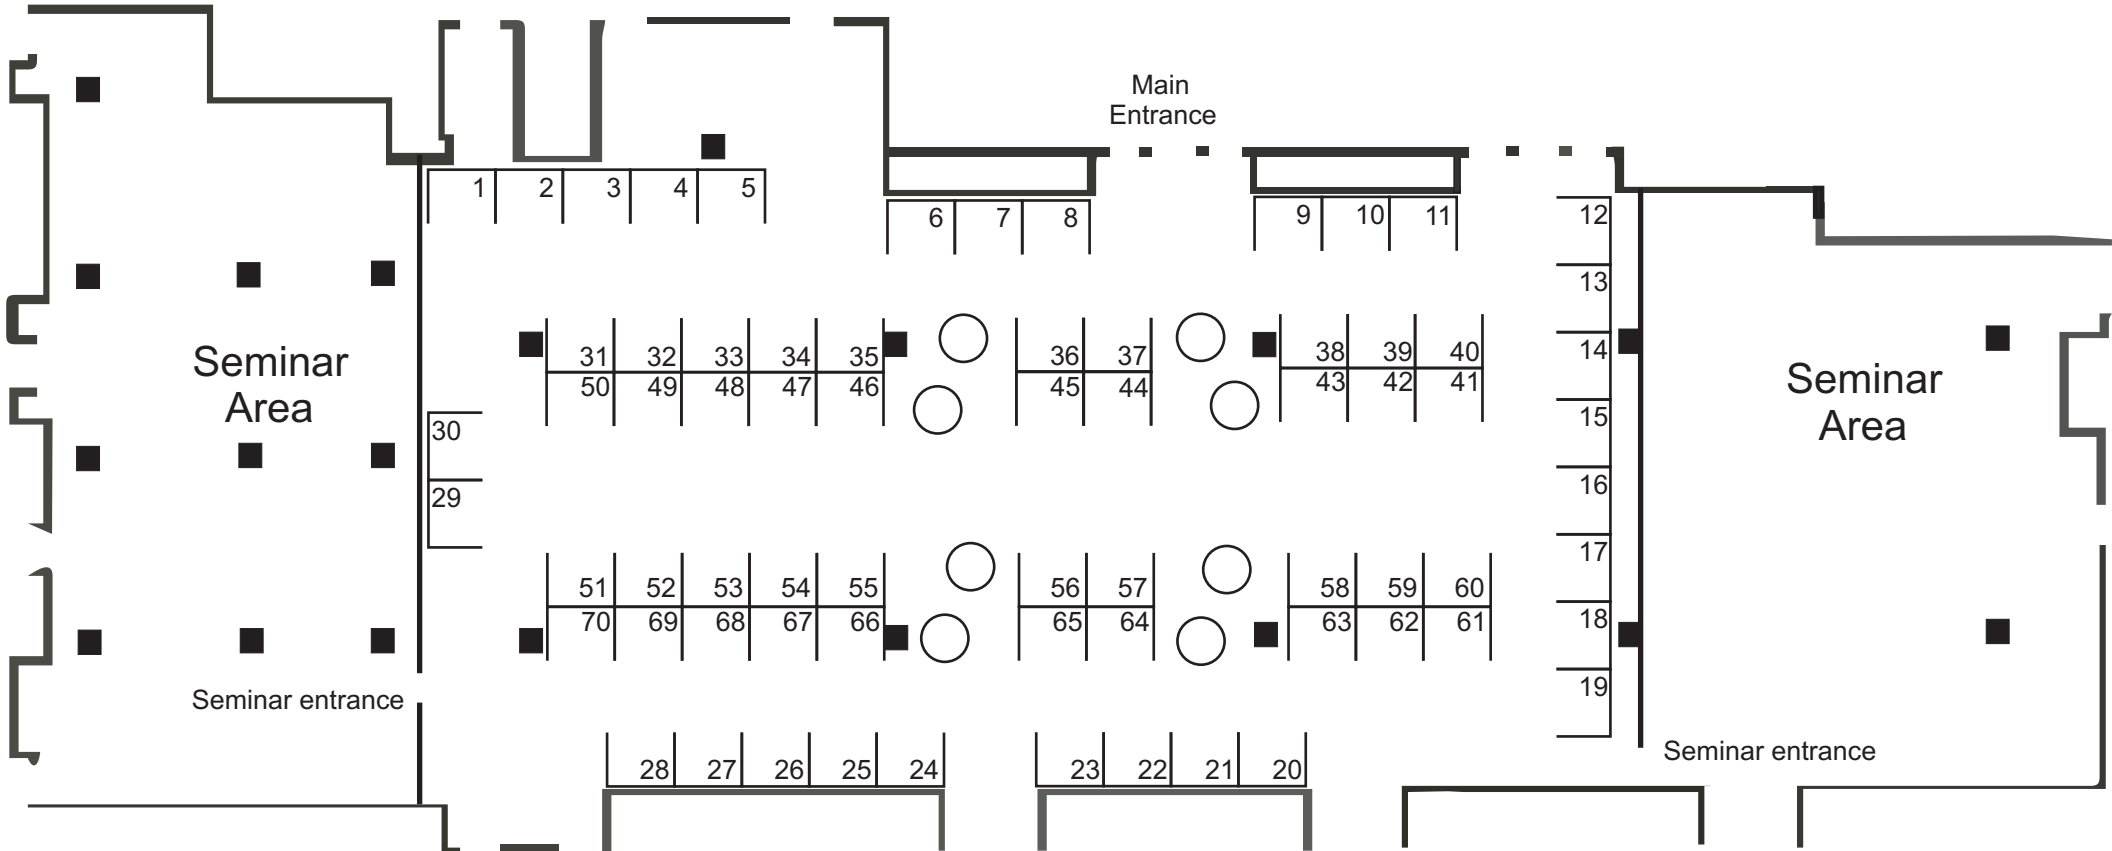 Main
Entrance
1 2 3 4 5
6 7 8
9 10 11
12
13
14
15
16
17
18
19
31 32 33 34 35
50 49 48 47 46
36 37
45 44
38 39 40
43 42 41
Seminar
Area
Seminar
Area
30
29
51 52 53 54 55
70 69 68 67 66
56 57
65 64
58 59 60
63 62 61
Seminar entrance
Seminar entrance
28 27 26 25 24
23 22 21 20